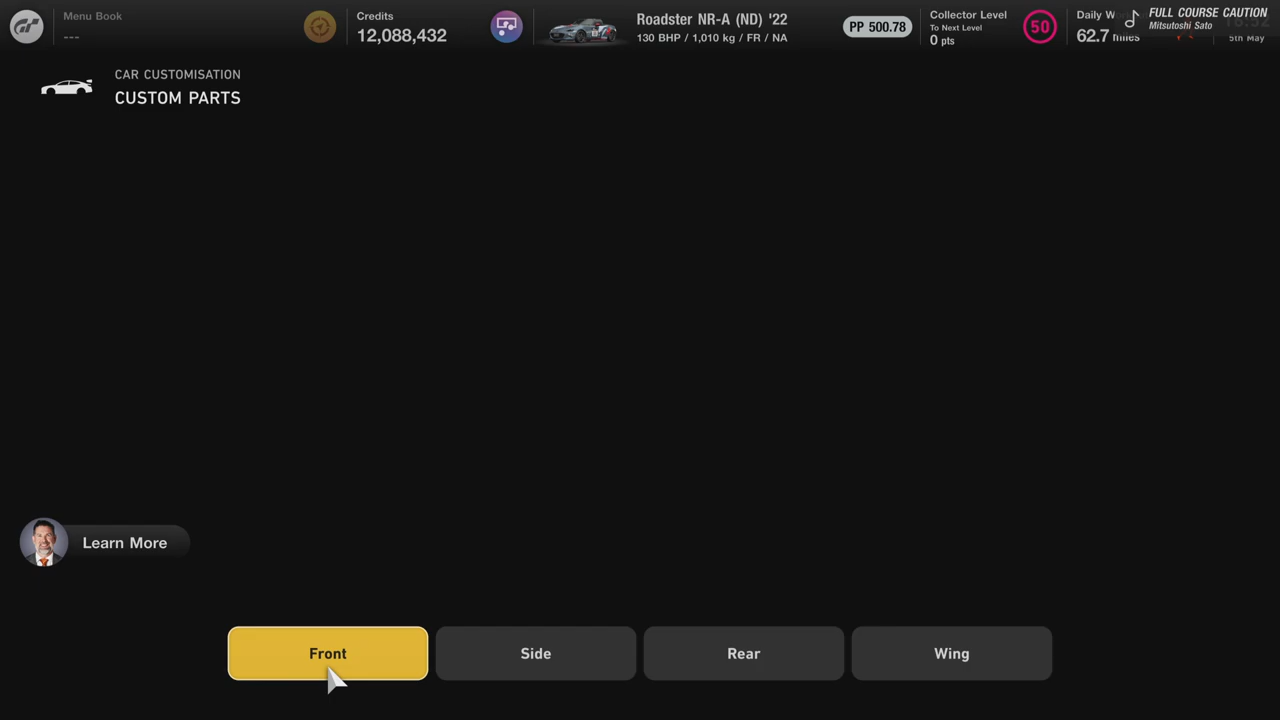 Menu Book
---
Credits
12,088,432
Roadster NR-A (ND) '22
130 BHP / 1,010 kg / FR / NA
PP 500.78
Collector Level
To Next Level
0 pts
50
Daily W
62.7 miles
FULL COURSE CAUTION
Mitsutoshi Sato
5th May
CAR CUSTOMISATION
CUSTOM PARTS
Learn More
Front
Side
Rear
Wing